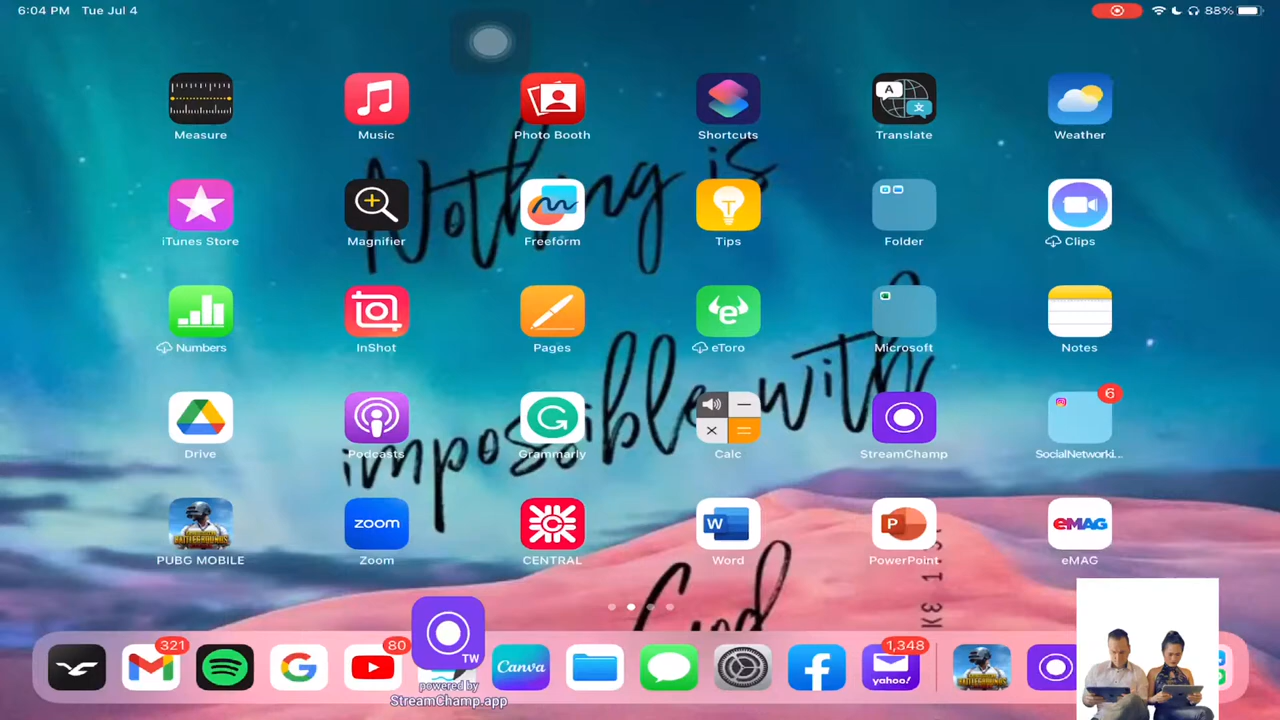 6:04 PM Tue Jul 4
88%
Measure
Music
Photo Booth
Shortcuts
Translate
Weather
Nothing is
iTunes Store
Magnifier
Freeform
Tips
Folder
Clips
Numbers
InShot
Pages
eToro
Microsoft
Notes
impossible with
6
Drive
Podcasts
Grammarly
Calc
StreamChamp
SocialNetworki...
zoom
W
P
eMAG
PUBG MOBILE
Zoom
CENTRAL
Word
PowerPoint
eMAG
God
TW
321
80
Canva
1,348
yahoo!
powered by
StreamChamp.app